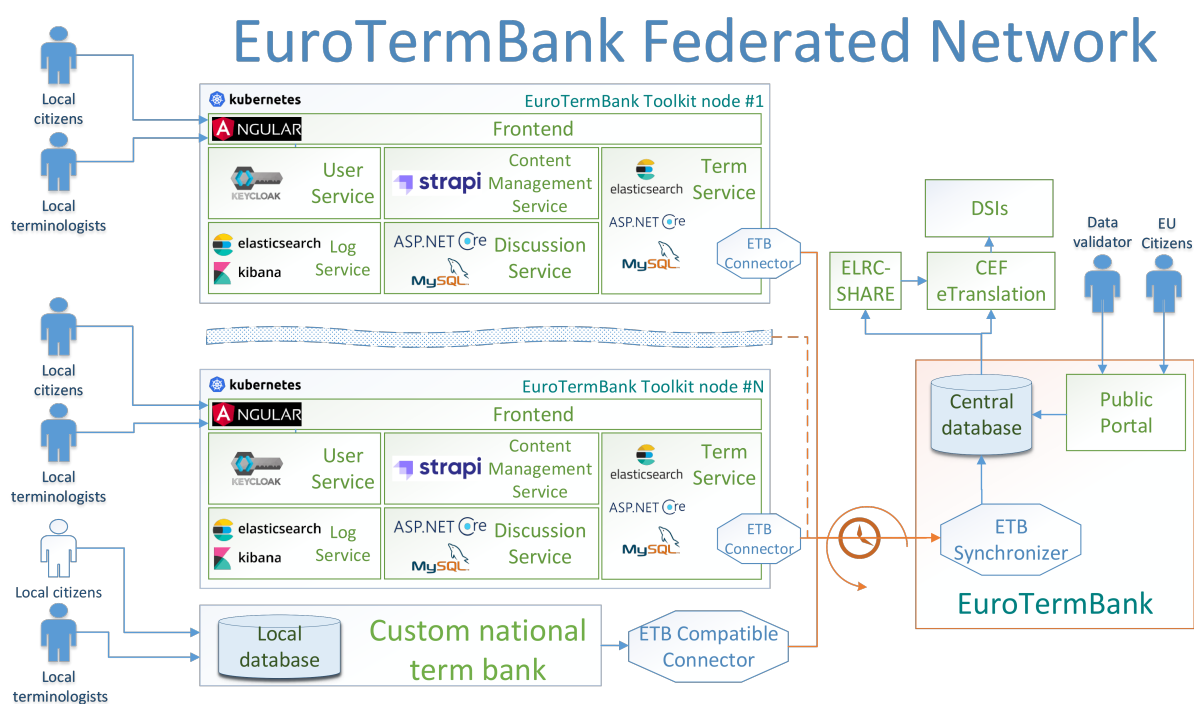 EuroTermBank Federated Network
Local
citizens
Local
terminologists
kubernetes
EuroTermBank Toolkit node #1
ANGULAR
Frontend
KEYCLOAK
User
Service
strapi
Content
Management
Service
elasticsearch
Term
Service
ASP.NET Core
MySQL
elasticsearch
kibana
Log
Service
ASP.NET Core
MySQL
Discussion
Service
ETB
Connector
Local
citizens
Local
terminologists
kubernetes
EuroTermBank Toolkit node #N
ANGULAR
Frontend
KEYCLOAK
User
Service
strapi
Content
Management
Service
elasticsearch
Term
Service
ASP.NET Core
MySQL
elasticsearch
kibana
Log
Service
ASP.NET Core
MySQL
Discussion
Service
ETB
Connector
Local citizens
Local
terminologists
Local
database
Custom national
term bank
ETB Compatible
Connector
DSIs
ELRC-
SHARE
CEF
eTranslation
Data
validator
EU
Citizens
Central
database
Public
Portal
ETB
Synchronizer
EuroTermBank